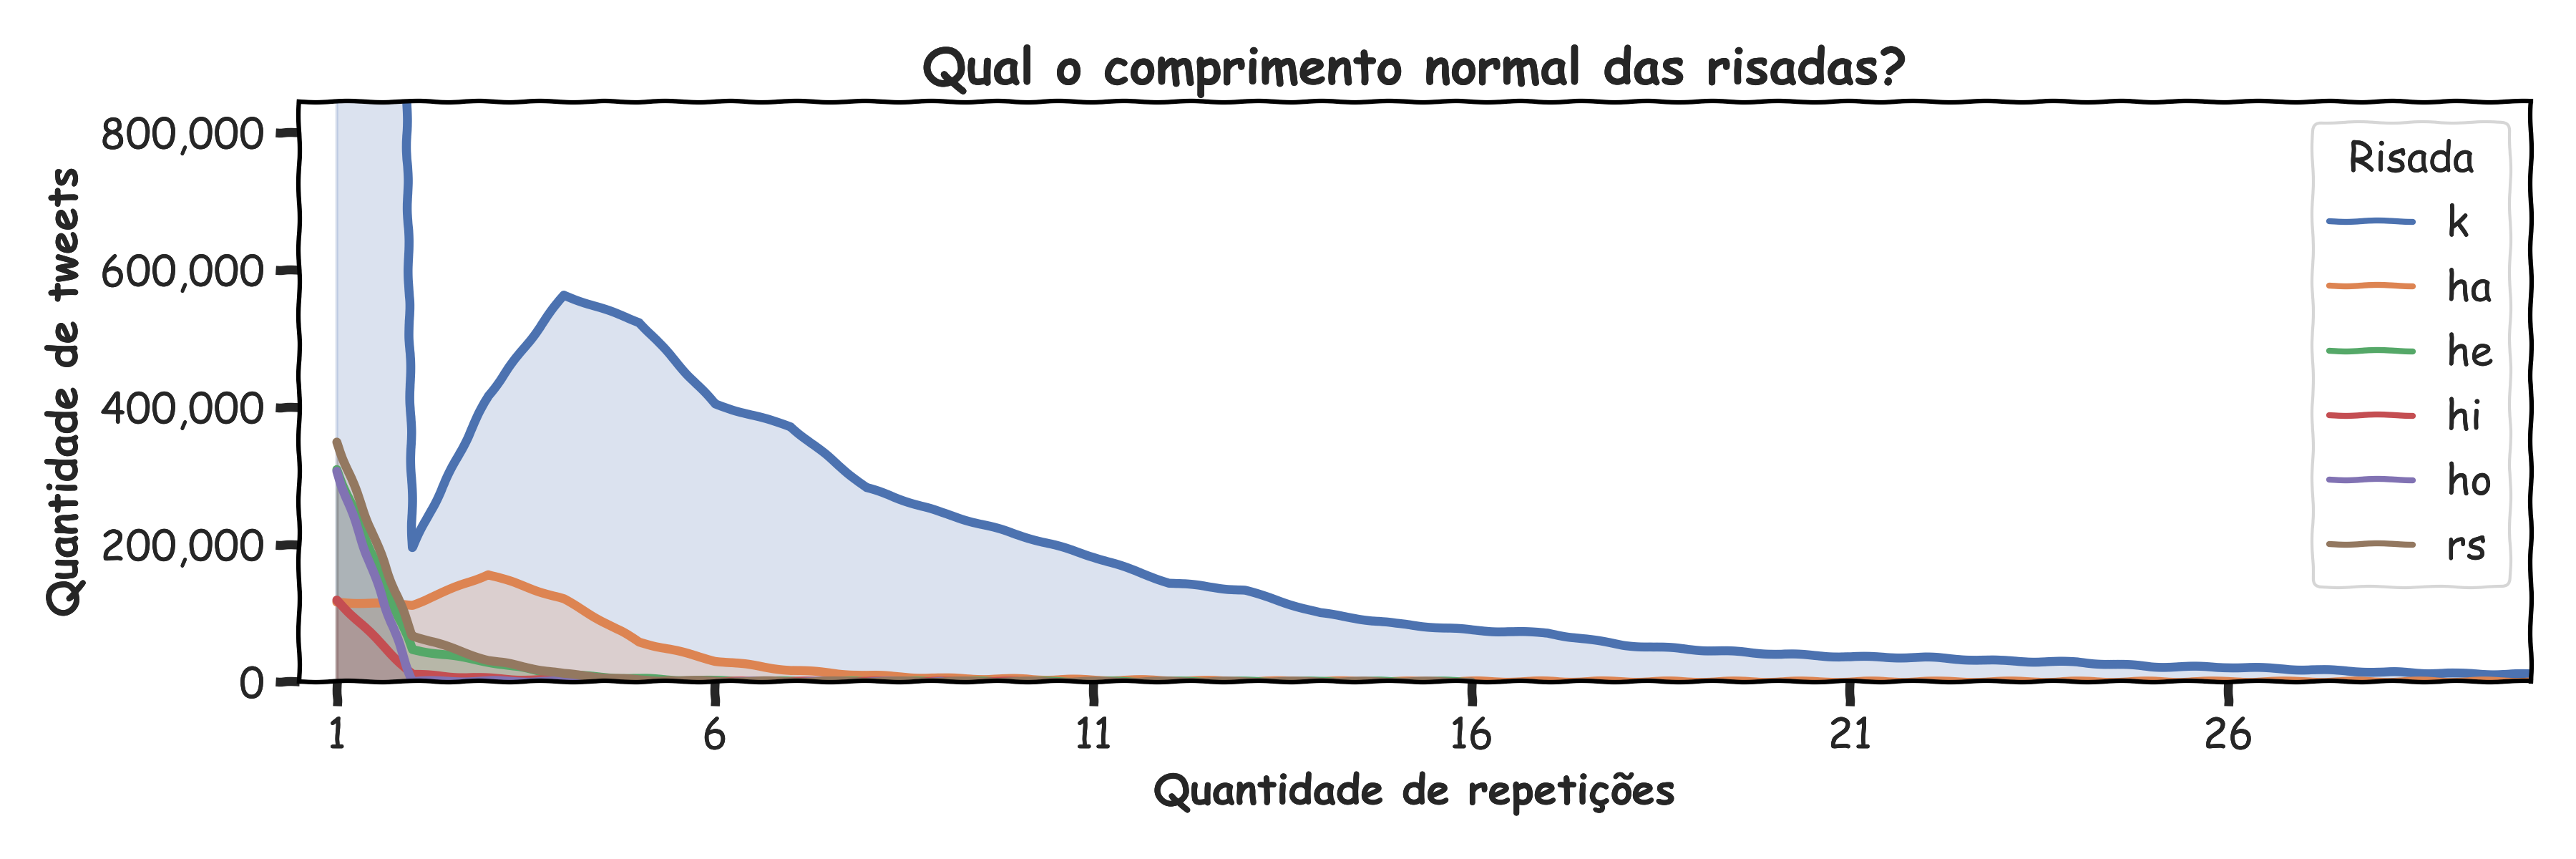 Qual o comprimento normal das risadas?
Quantidade de tweets
800,000
600,000
400,000
200,000
0
1 6 11 16 21 26
Quantidade de repetições
Risada
k
ha
he
hi
ho
rs